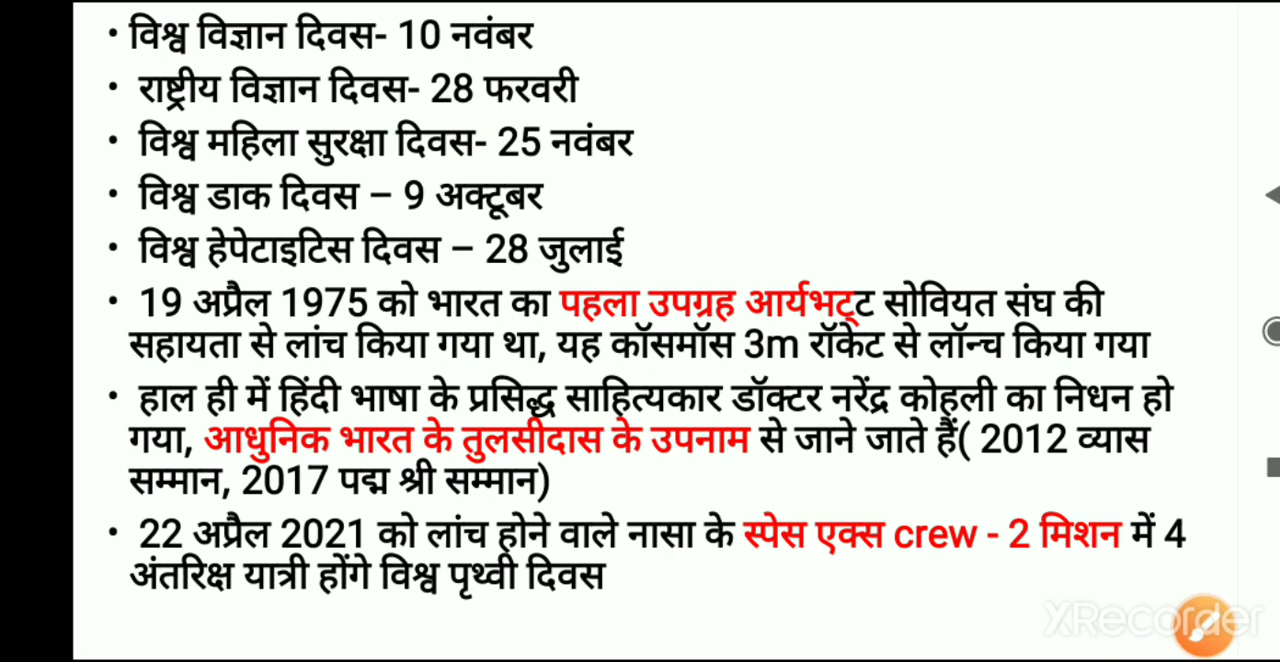 • विश्व विज्ञान दिवस- 10 नवंबर
• राष्ट्रीय विज्ञान दिवस- 28 फरवरी
• विश्व महिला सुरक्षा दिवस- 25 नवंबर
• विश्व डाक दिवस – 9 अक्टूबर
• विश्व हेपेटाइटिस दिवस – 28 जुलाई
• 19 अप्रैल 1975 को भारत का पहला उपग्रह आर्यभट्ट सोवियत संघ की
सहायता से लांच किया गया था, यह कॉसमॉस 3m रॉकेट से लॉन्च किया गया
• हाल ही में हिंदी भाषा के प्रसिद्ध साहित्यकार डॉक्टर नरेंद्र कोहली का निधन हो
गया, आधुनिक भारत के तुलसीदास के उपनाम से जाने जाते हैं( 2012 व्यास
सम्मान, 2017 पद्म श्री सम्मान)
• 22 अप्रैल 2021 को लांच होने वाले नासा के स्पेस एक्स crew - 2 मिशन में 4
अंतरिक्ष यात्री होंगे विश्व पृथ्वी दिवस
XRecorder